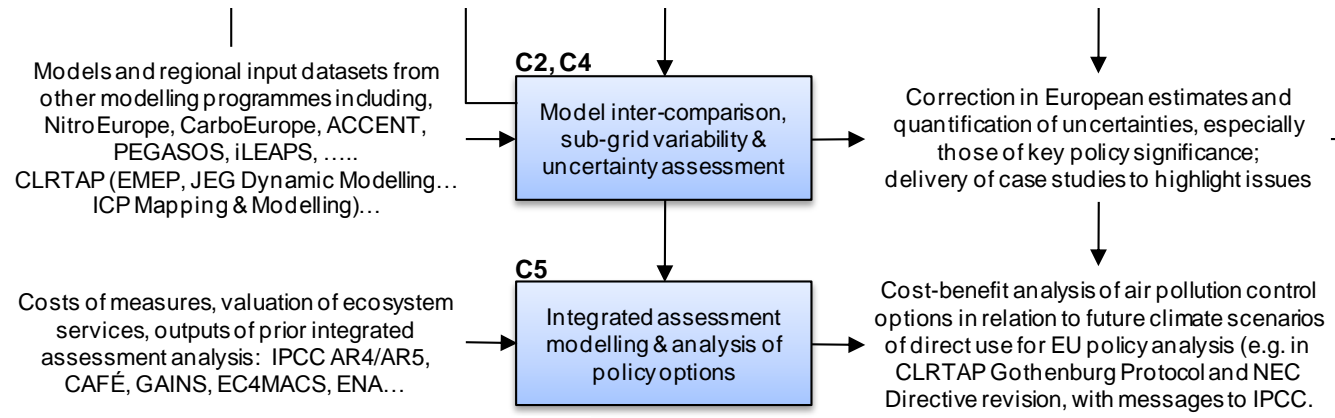 Models and regional input datasets from
other modelling programmes including,
NitroEurope, CarboEurope, ACCENT,
PEGASOS, iLEAPS, …..
CLRTAP (EMEP, JEG Dynamic Modelling…
ICP Mapping & Modelling)…
C2, C4
Model inter-comparison,
sub-grid variability &
uncertainty assessment
Correction in European estimates and
quantification of uncertainties, especially
those of key policy significance;
delivery of case studies to highlight issues
Costs of measures, valuation of ecosystem
services, outputs of prior integrated
assessment analysis: IPCC AR4/AR5,
CAFÉ, GAINS, EC4MACS, ENA…
C5
Integrated assessment
modelling & analysis of
policy options
Cost-benefit analysis of air pollution control
options in relation to future climate scenarios
of direct use for EU policy analysis (e.g. in
CLRTAP Gothenburg Protocol and NEC
Directive revision, with messages to IPCC.